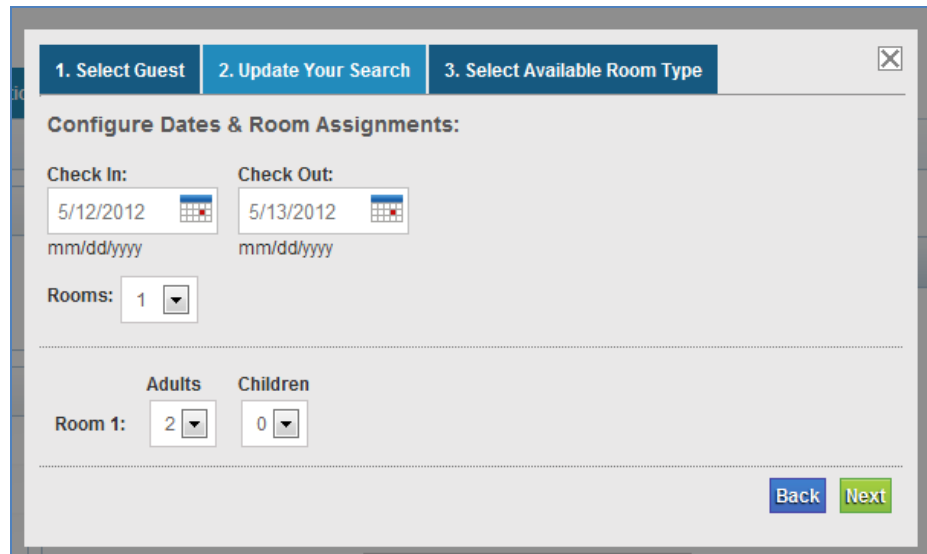 1. Select Guest 2. Update Your Search 3. Select Available Room Type
Configure Dates & Room Assignments:
Check In: Check Out:
5/12/2012 5/13/2012
mm/dd/yyyy mm/dd/yyyy
Rooms: 1
Adults Children
Room 1: 2 0
Back Next